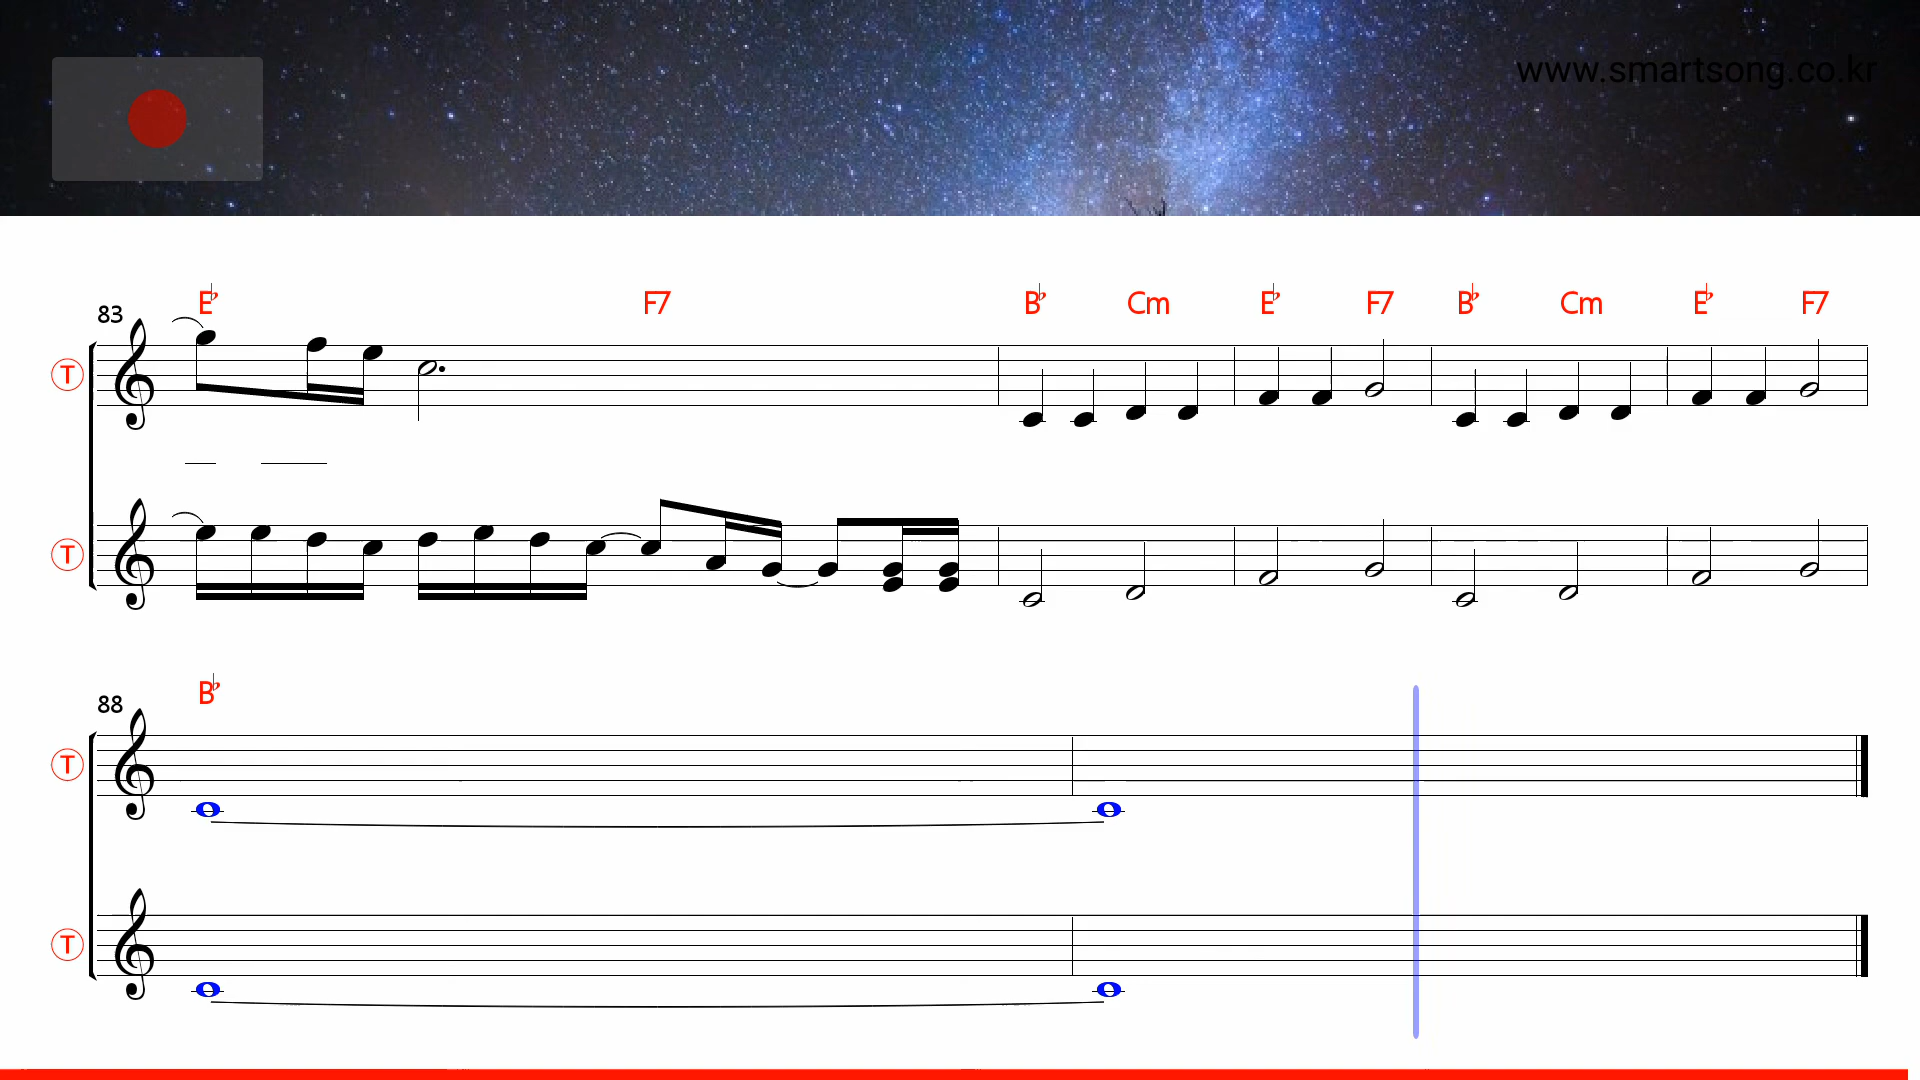 www.smartsong.co.kr
E♭ F7 B♭ Cm E♭ F7 B♭ Cm E♭ F7
83
T
T
B♭
88
T
T